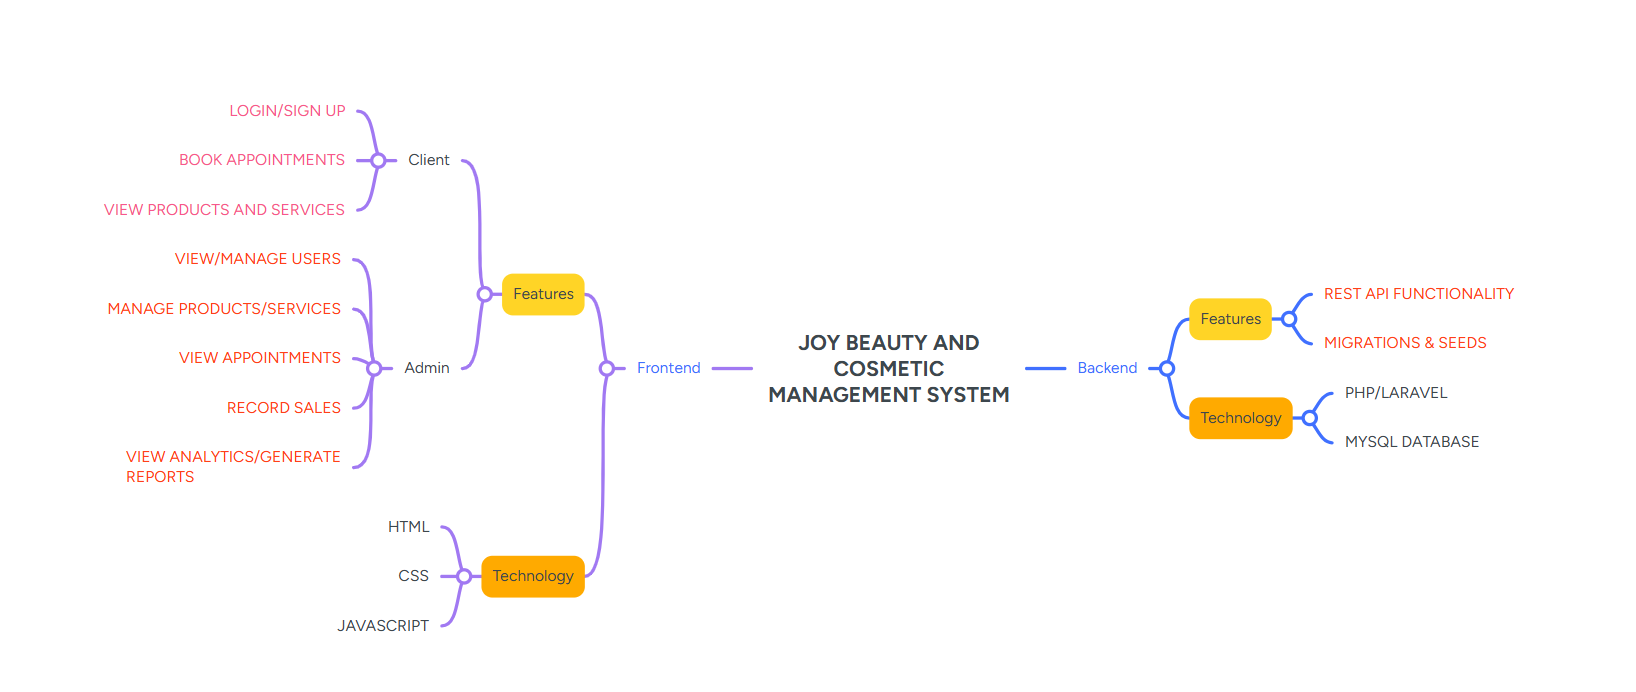 LOGIN/SIGN UP
BOOK APPOINTMENTS
VIEW PRODUCTS AND SERVICES
Client
VIEW/MANAGE USERS
MANAGE PRODUCTS/SERVICES
VIEW APPOINTMENTS
RECORD SALES
VIEW ANALYTICS/GENERATE
REPORTS
Admin
Features
HTML
CSS
JAVASCRIPT
Technology
Frontend
JOY BEAUTY AND
COSMETIC
MANAGEMENT SYSTEM
Backend
Features
REST API FUNCTIONALITY
MIGRATIONS & SEEDS
Technology
PHP/LARAVEL
MYSQL DATABASE